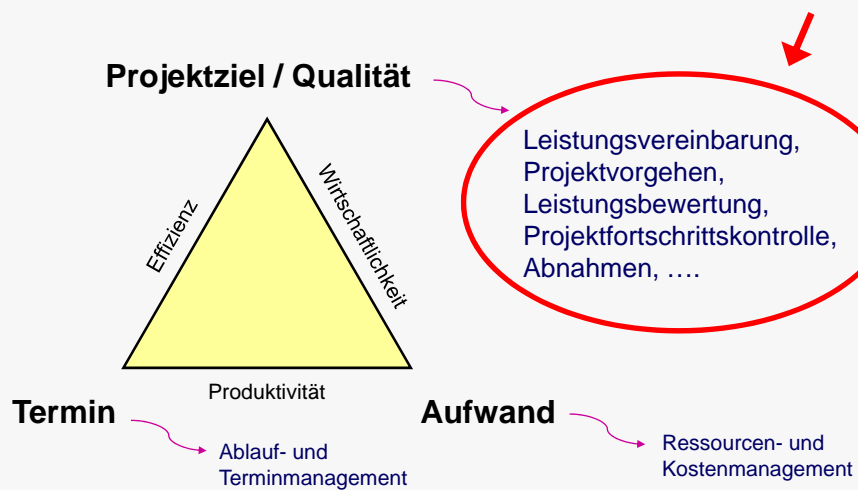 Projektziel / Qualität
Leistungsvereinbarung,
Projektvorgehen,
Leistungsbewertung,
Projektfortschrittskontrolle,
Abnahmen, ….
Effizienz
Wirtschaftlichkeit
Produktivität
Termin
Aufwand
Ablauf- und
Terminmanagement
Ressourcen- und
Kostenmanagement